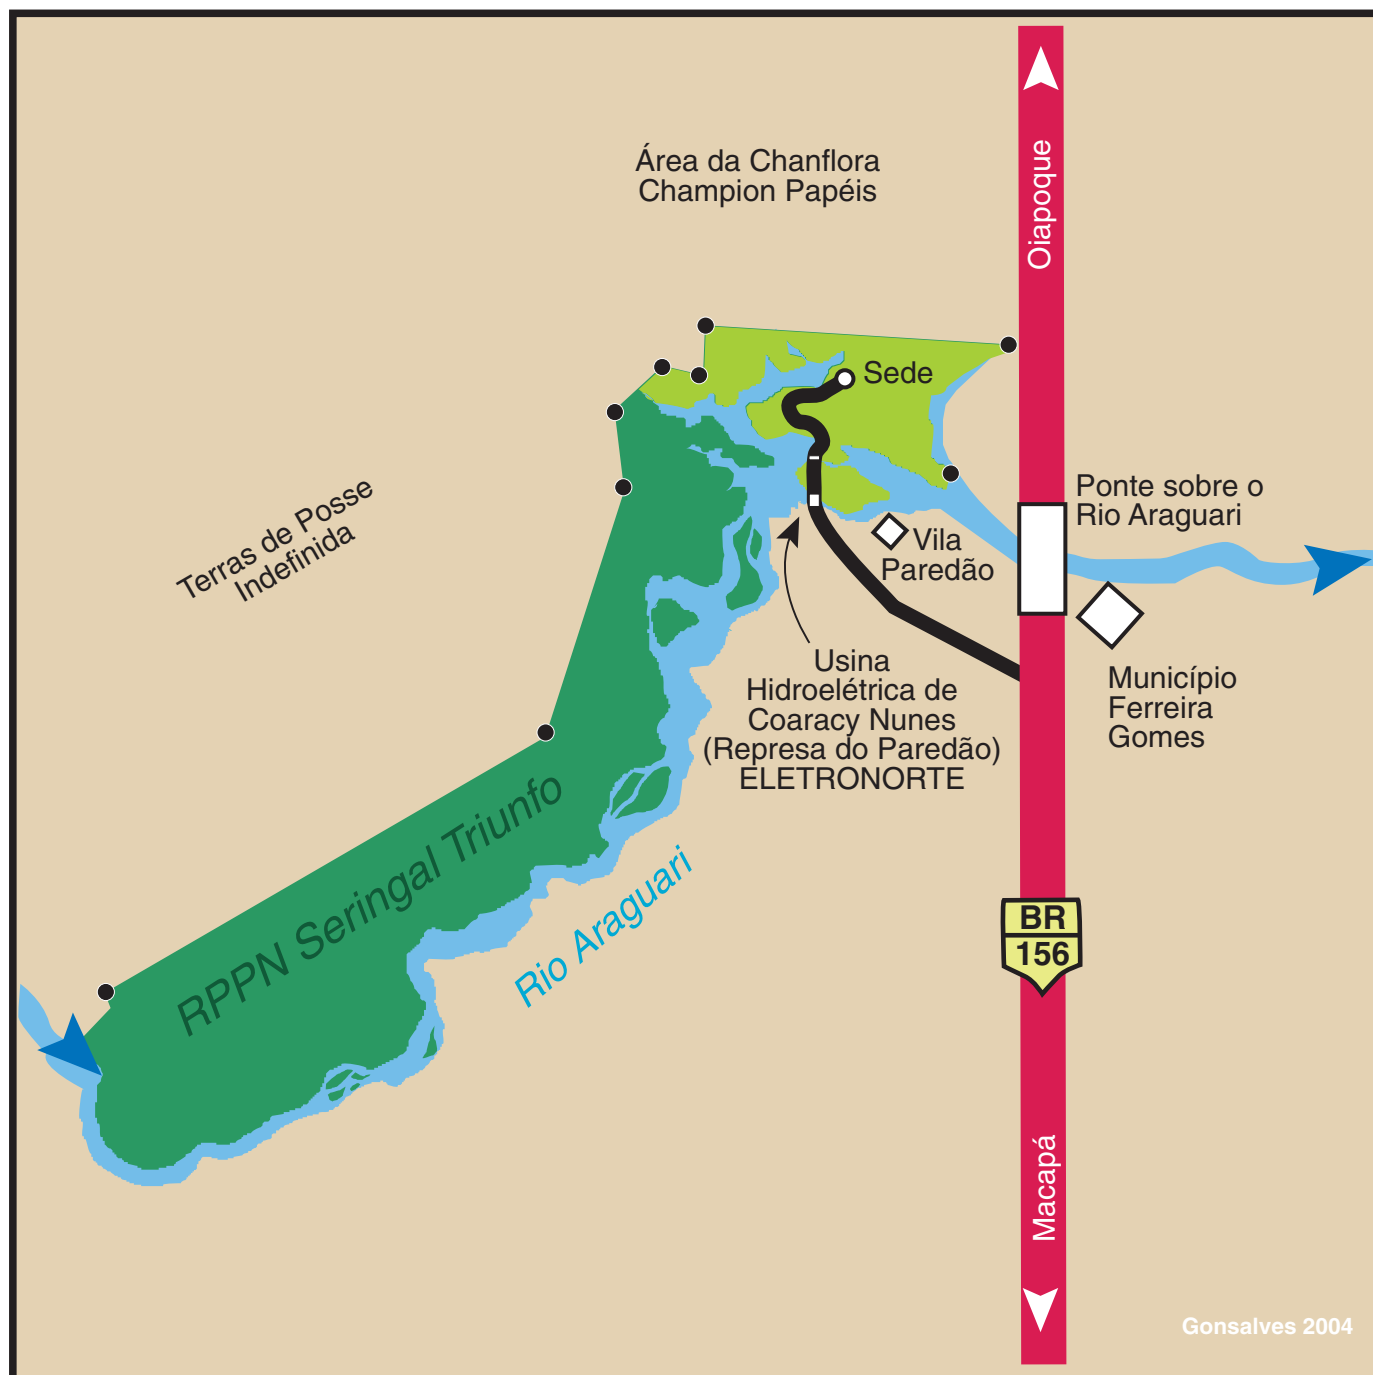 Área da Chanflora
Champion Papéis
Oiapoque
Sede
Terras de Posse
Indefinida
Ponte sobre o
Rio Araguari
Vila
Paredão
Usina
Hidroelétrica de
Coaracy Nunes
(Represa do Paredão)
ELETRONORTE
Município
Ferreira
Gomes
RPPN Seringal Triunfo
Rio Araguari
BR
156
Macapá
Gonsalves 2004